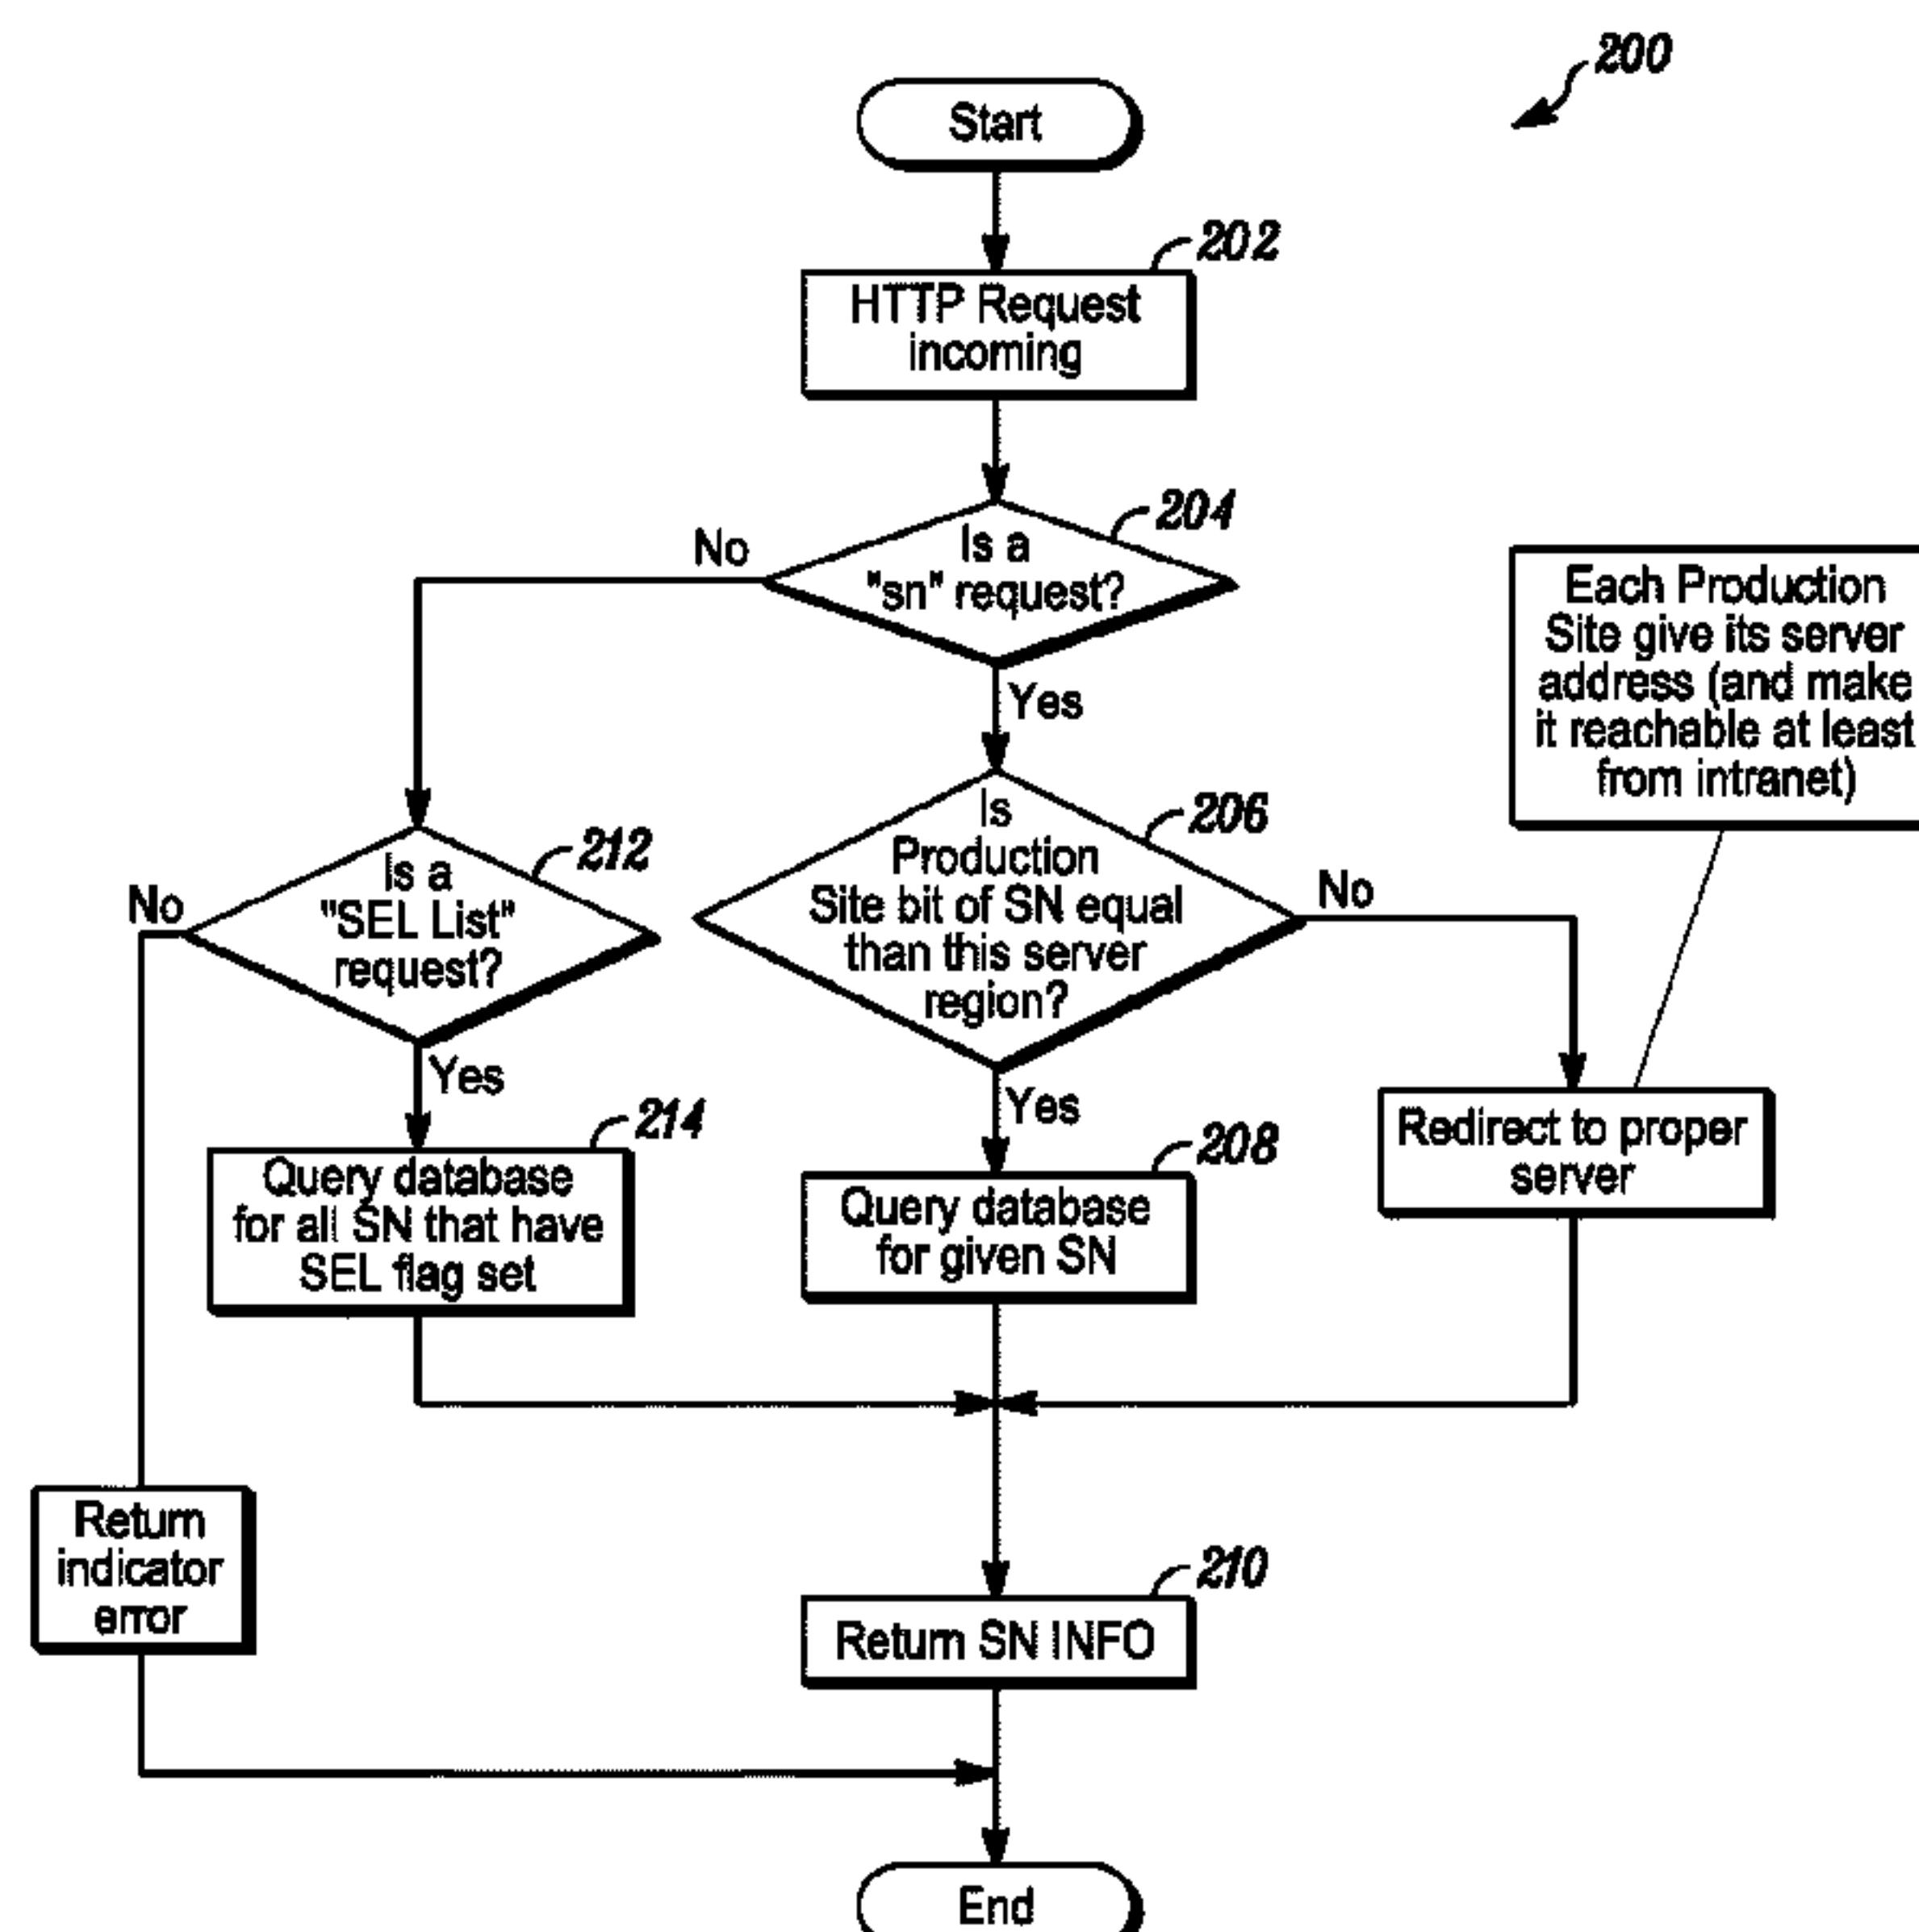 200
Start
202
HTTP Request
incoming
204
Is a
"sn" request?
No
Yes
Each Production
Site give its server
address (and make
it reachable at least
from intranet)
206
Is
Production
Site bit of SN equal
than this server
region?
No
Yes
212
Is a
"SEL List"
request?
No
Yes
214
Query database
for all SN that have
SEL flag set
208
Query database
for given SN
Redirect to proper
server
Return
indicator
error
210
Return SN INFO
End